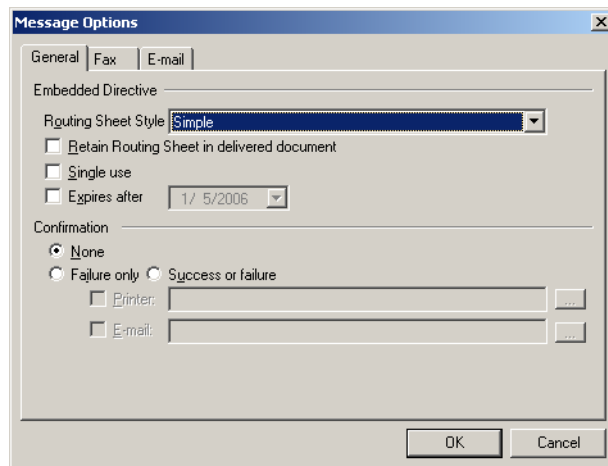 Message Options
General Fax E-mail
Embedded Directive
Routing Sheet Style Simple
Retain Routing Sheet in delivered document
Single use
Expires after 1/ 5/2006
Confirmation
None
Failure only Success or failure
Printer: ...
E-mail: ...
OK Cancel